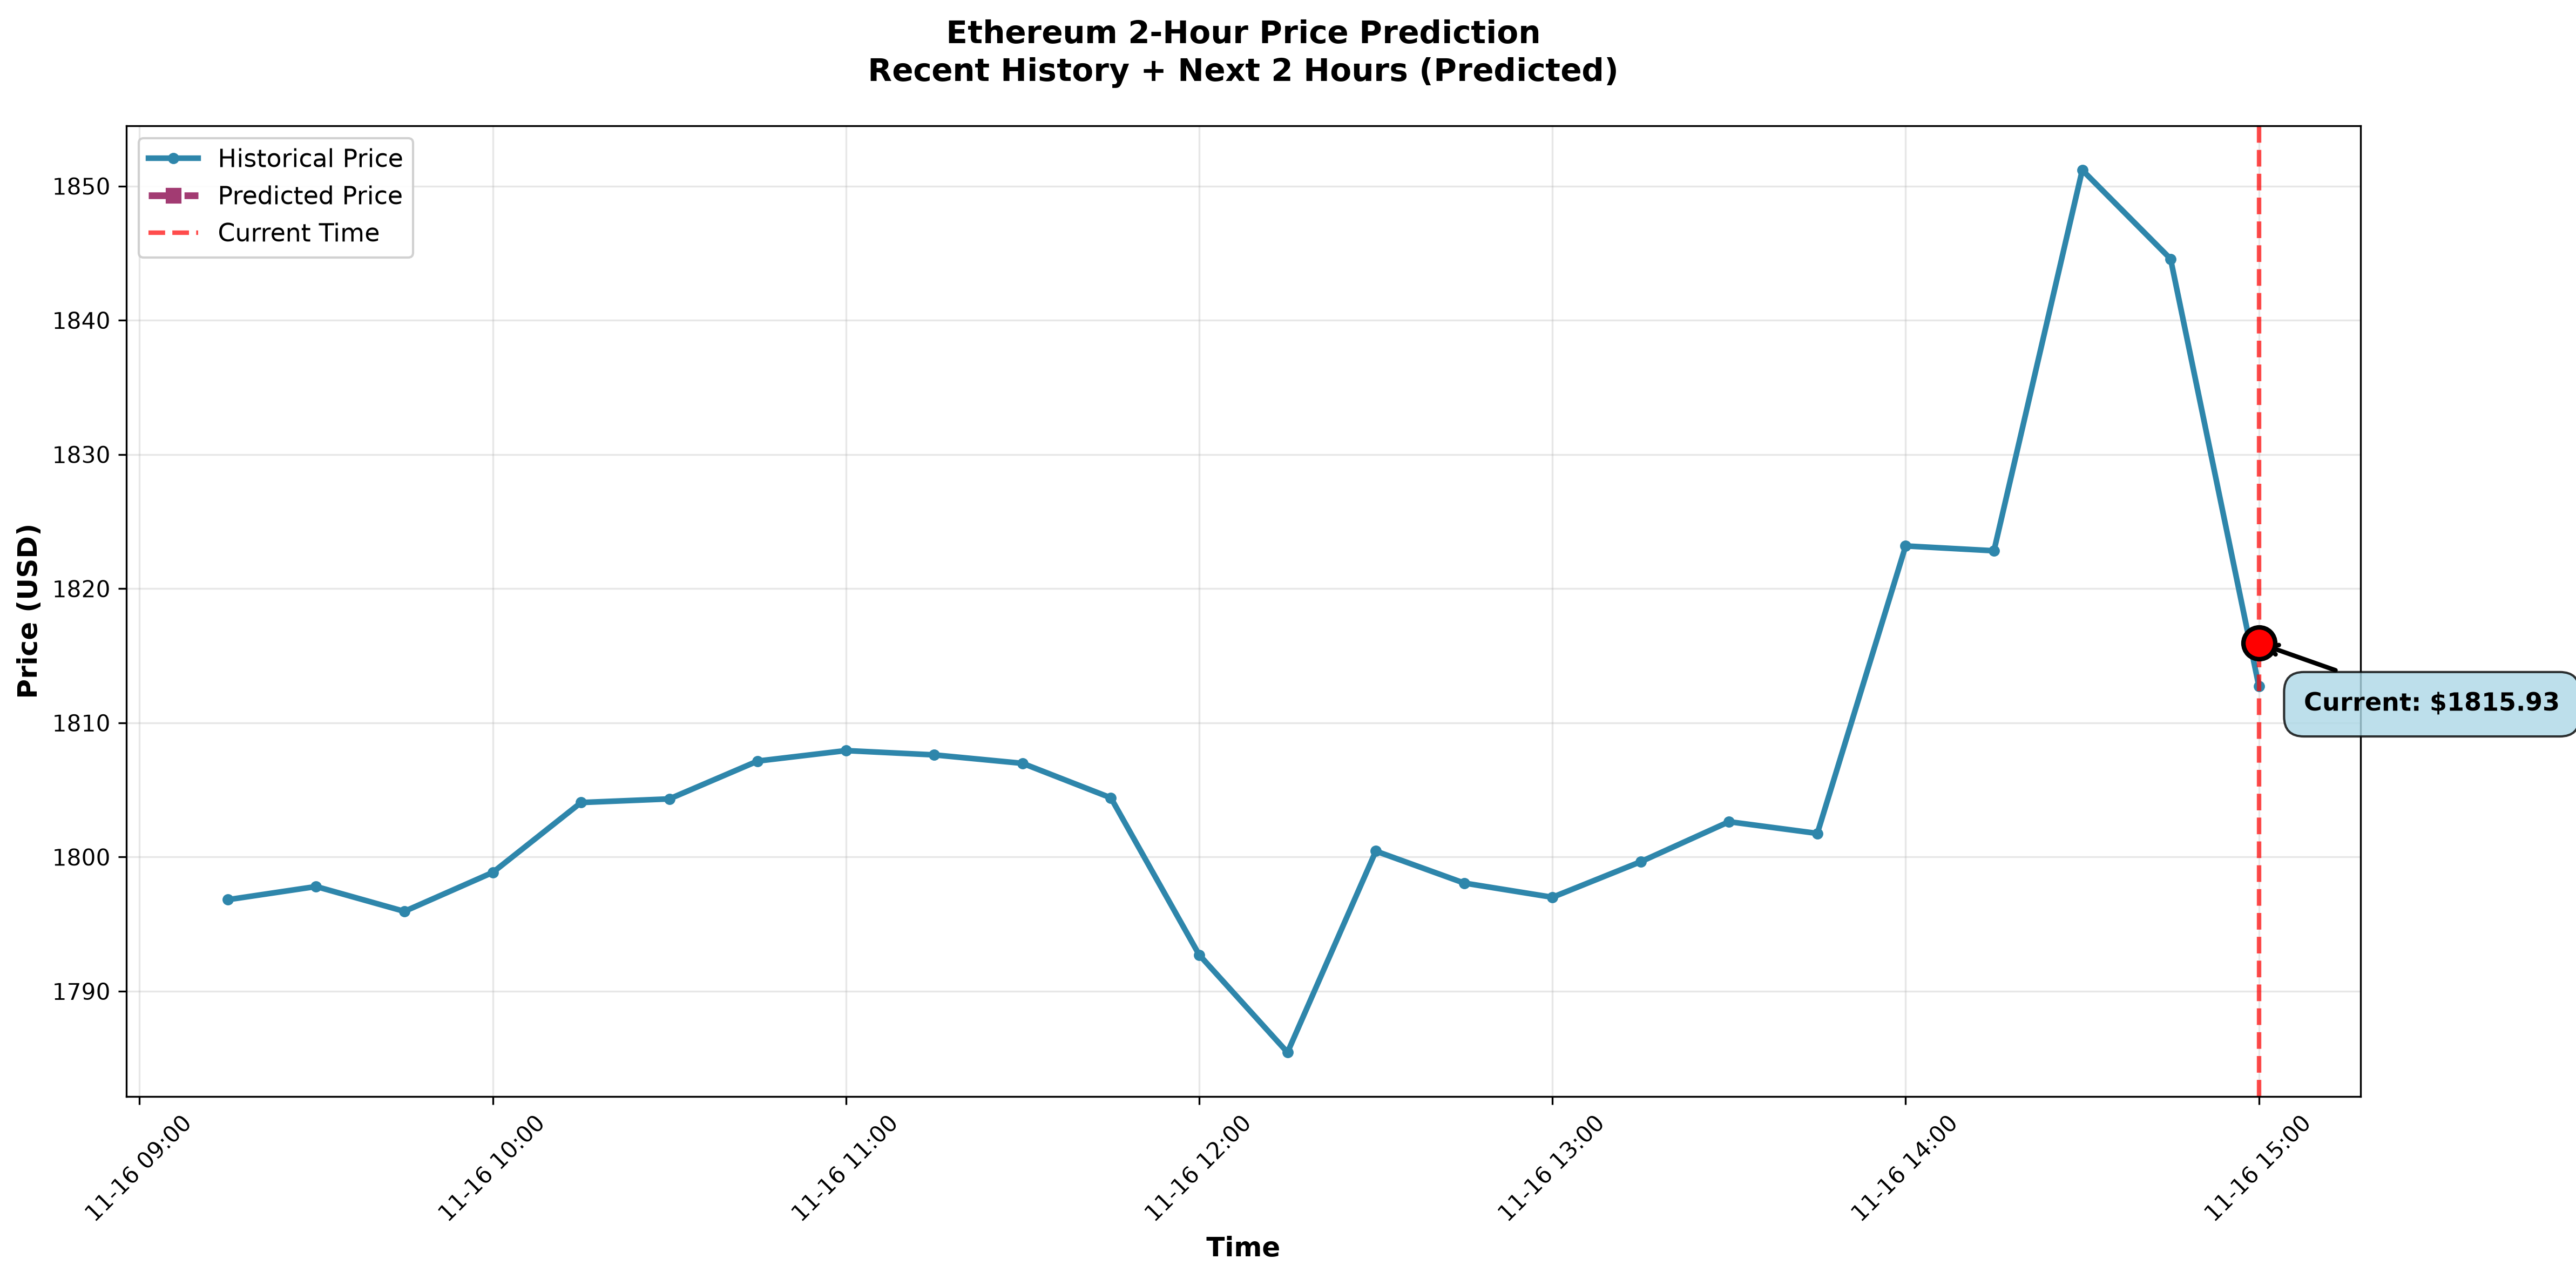 Ethereum 2-Hour Price Prediction
Recent History + Next 2 Hours (Predicted)
Historical Price
Predicted Price
Current Time
Price (USD)
1850
1840
1830
1820
1810
1800
1790
Current: $1815.93
11-16 09:00
11-16 10:00
11-16 11:00
11-16 12:00
11-16 13:00
11-16 14:00
11-16 15:00
Time